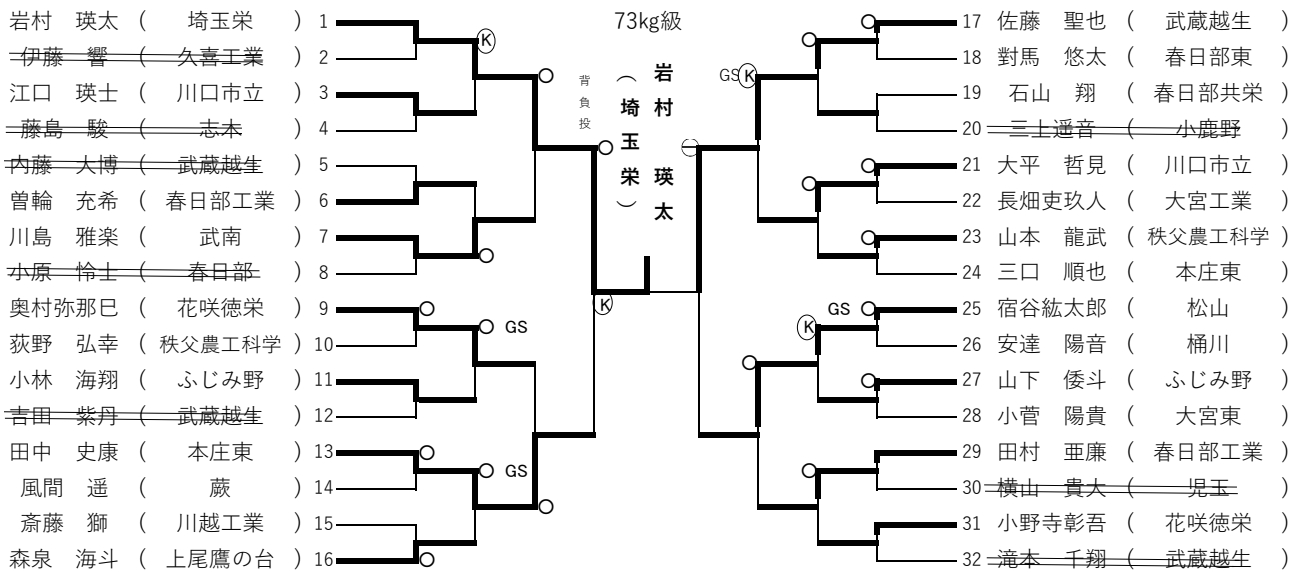 73kg級
岩村　瑛太 （ 埼玉栄 ） 1
伊藤　響 （ 久喜工業 ） 2
江口　瑛士 （ 川口市立 ） 3
藤島　駿 （ 志木 ） 4
内藤　大博 （ 武蔵越生 ） 5
曽輪　充希 （ 春日部工業 ） 6
川島　雅楽 （ 武南 ） 7
小原　怜士 （ 春日部 ） 8
奥村弥那巳 （ 花咲徳栄 ） 9
荻野　弘幸 （ 秩父農工科学 ） 10
小林　海翔 （ ふじみ野 ） 11
吉田　紫丹 （ 武蔵越生 ） 12
田中　史康 （ 本庄東 ） 13
風間　遥 （ 蕨 ） 14
斎藤　獅 （ 川越工業 ） 15
森泉　海斗 （ 上尾鷹の台 ） 16
K
GS
GS
背負投
K
岩村　瑛太
（埼玉栄）
GS K
GS
K
17 佐藤　聖也 （ 武蔵越生 ）
18 對馬　悠太 （ 春日部東 ）
19 石山　翔 （ 春日部共栄 ）
20 三上遥音 （ 小鹿野 ）
21 大平　哲見 （ 川口市立 ）
22 長畑吏玖人 （ 大宮工業 ）
23 山本　龍武 （ 秩父農工科学 ）
24 三口　順也 （ 本庄東 ）
25 宿谷紘太郎 （ 松山 ）
26 安達　陽音 （ 桶川 ）
27 山下　倭斗 （ ふじみ野 ）
28 小菅　陽貴 （ 大宮東 ）
29 田村　亜廉 （ 春日部工業 ）
30 横山　貴大 （ 児玉 ）
31 小野寺彰吾 （ 花咲徳栄 ）
32 滝本　千翔 （ 武蔵越生 ）